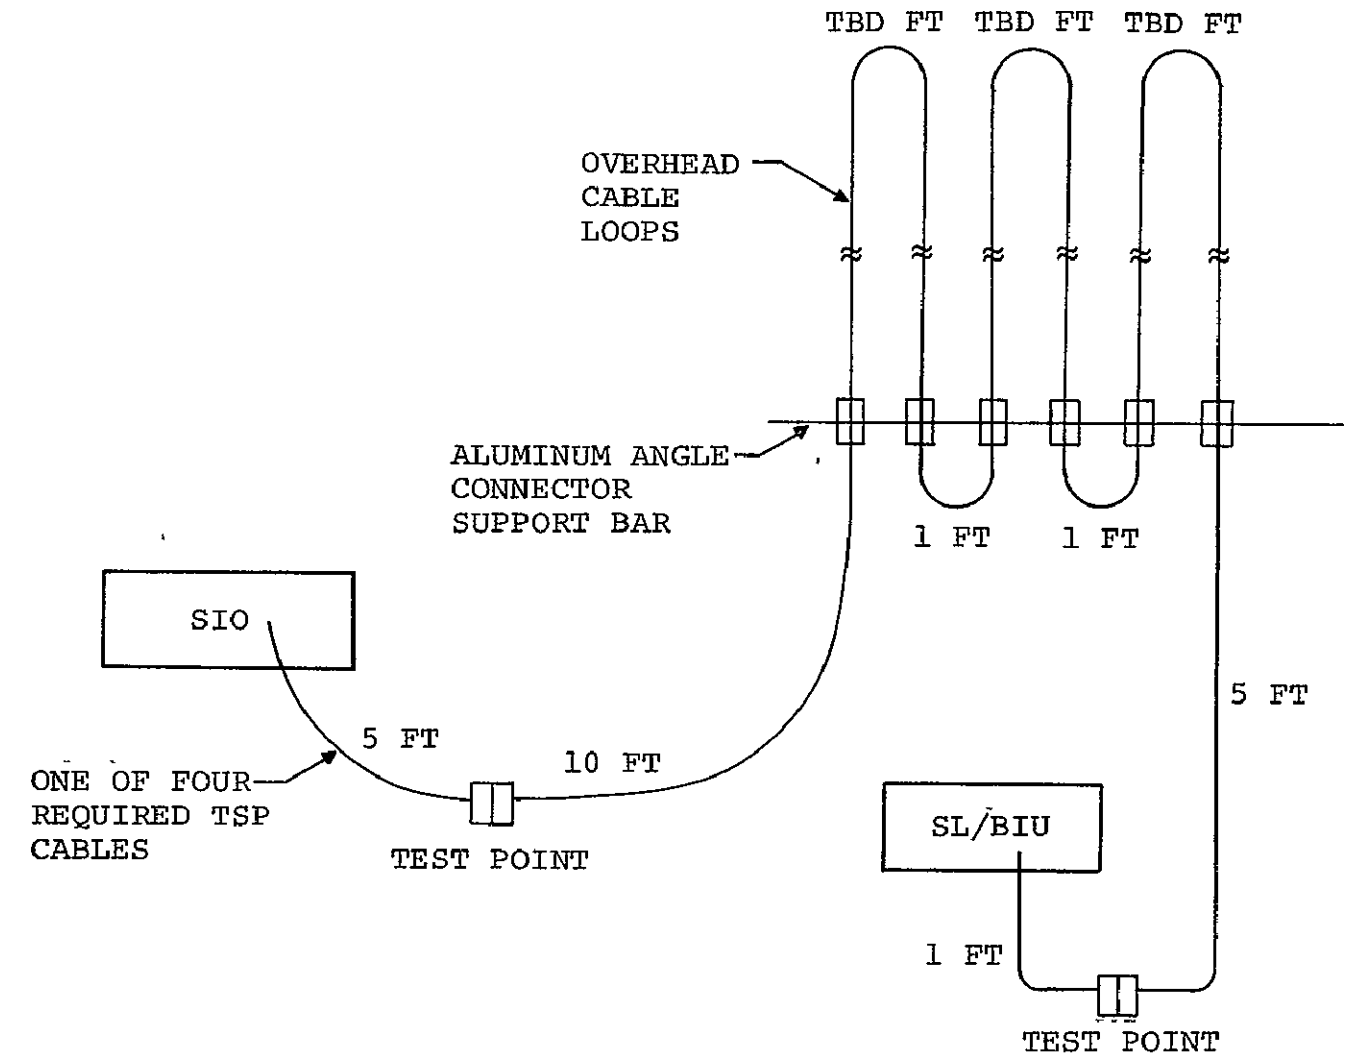 TBD FT TBD FT TBD FT
OVERHEAD
CABLE
LOOPS
ALUMINUM ANGLE
CONNECTOR
SUPPORT BAR
1 FT 1 FT
SIO
5 FT
5 FT
10 FT
ONE OF FOUR
REQUIRED TSP
CABLES
SL/BIU
TEST POINT
1 FT
TEST POINT